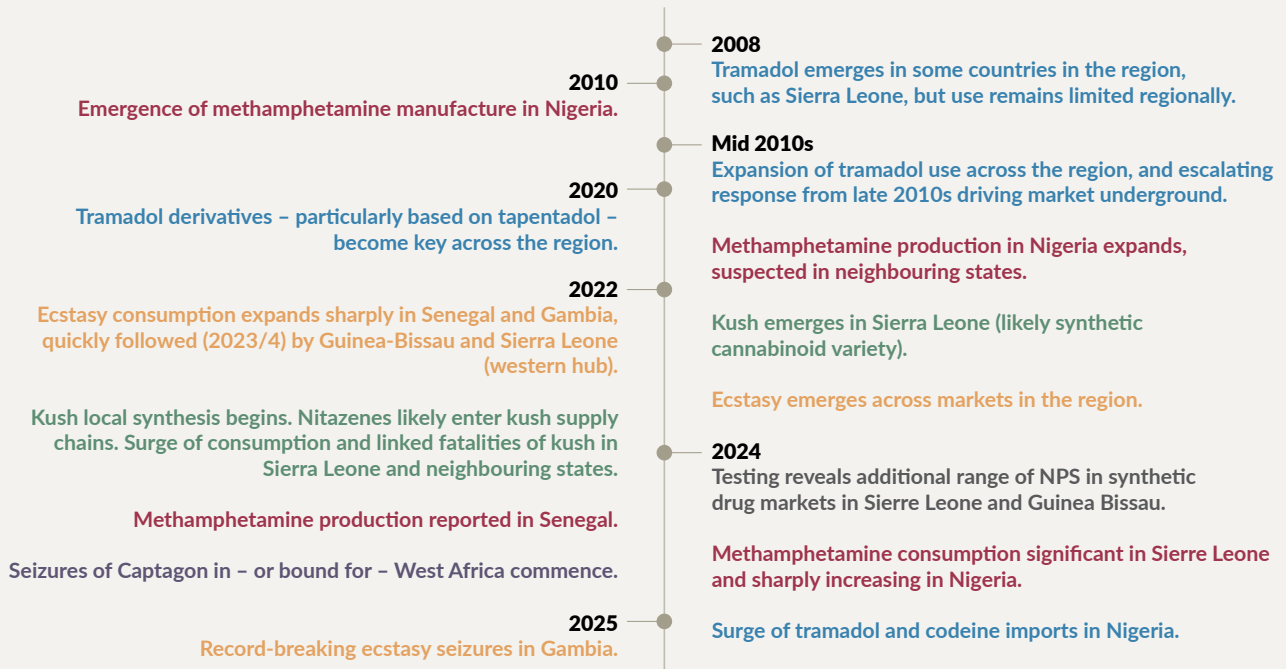 2008
Tramadol emerges in some countries in the region,
such as Sierra Leone, but use remains limited regionally.
2010
Emergence of methamphetamine manufacture in Nigeria.
Mid 2010s
Expansion of tramadol use across the region, and escalating
response from late 2010s driving market underground.
Methamphetamine production in Nigeria expands,
suspected in neighbouring states.
Kush emerges in Sierra Leone (likely synthetic
cannabinoid variety).
Ecstasy emerges across markets in the region.
2020
Tramadol derivatives – particularly based on tapentadol –
become key across the region.
2022
Ecstasy consumption expands sharply in Senegal and Gambia,
quickly followed (2023/4) by Guinea-Bissau and Sierra Leone
(western hub).
Kush local synthesis begins. Nitazenes likely enter kush supply
chains. Surge of consumption and linked fatalities of kush in
Sierra Leone and neighbouring states.
Methamphetamine production reported in Senegal.
Seizures of Captagon in – or bound for – West Africa commence.
2024
Testing reveals additional range of NPS in synthetic
drug markets in Sierre Leone and Guinea Bissau.
Methamphetamine consumption significant in Sierre Leone
and sharply increasing in Nigeria.
Surge of tramadol and codeine imports in Nigeria.
2025
Record-breaking ecstasy seizures in Gambia.